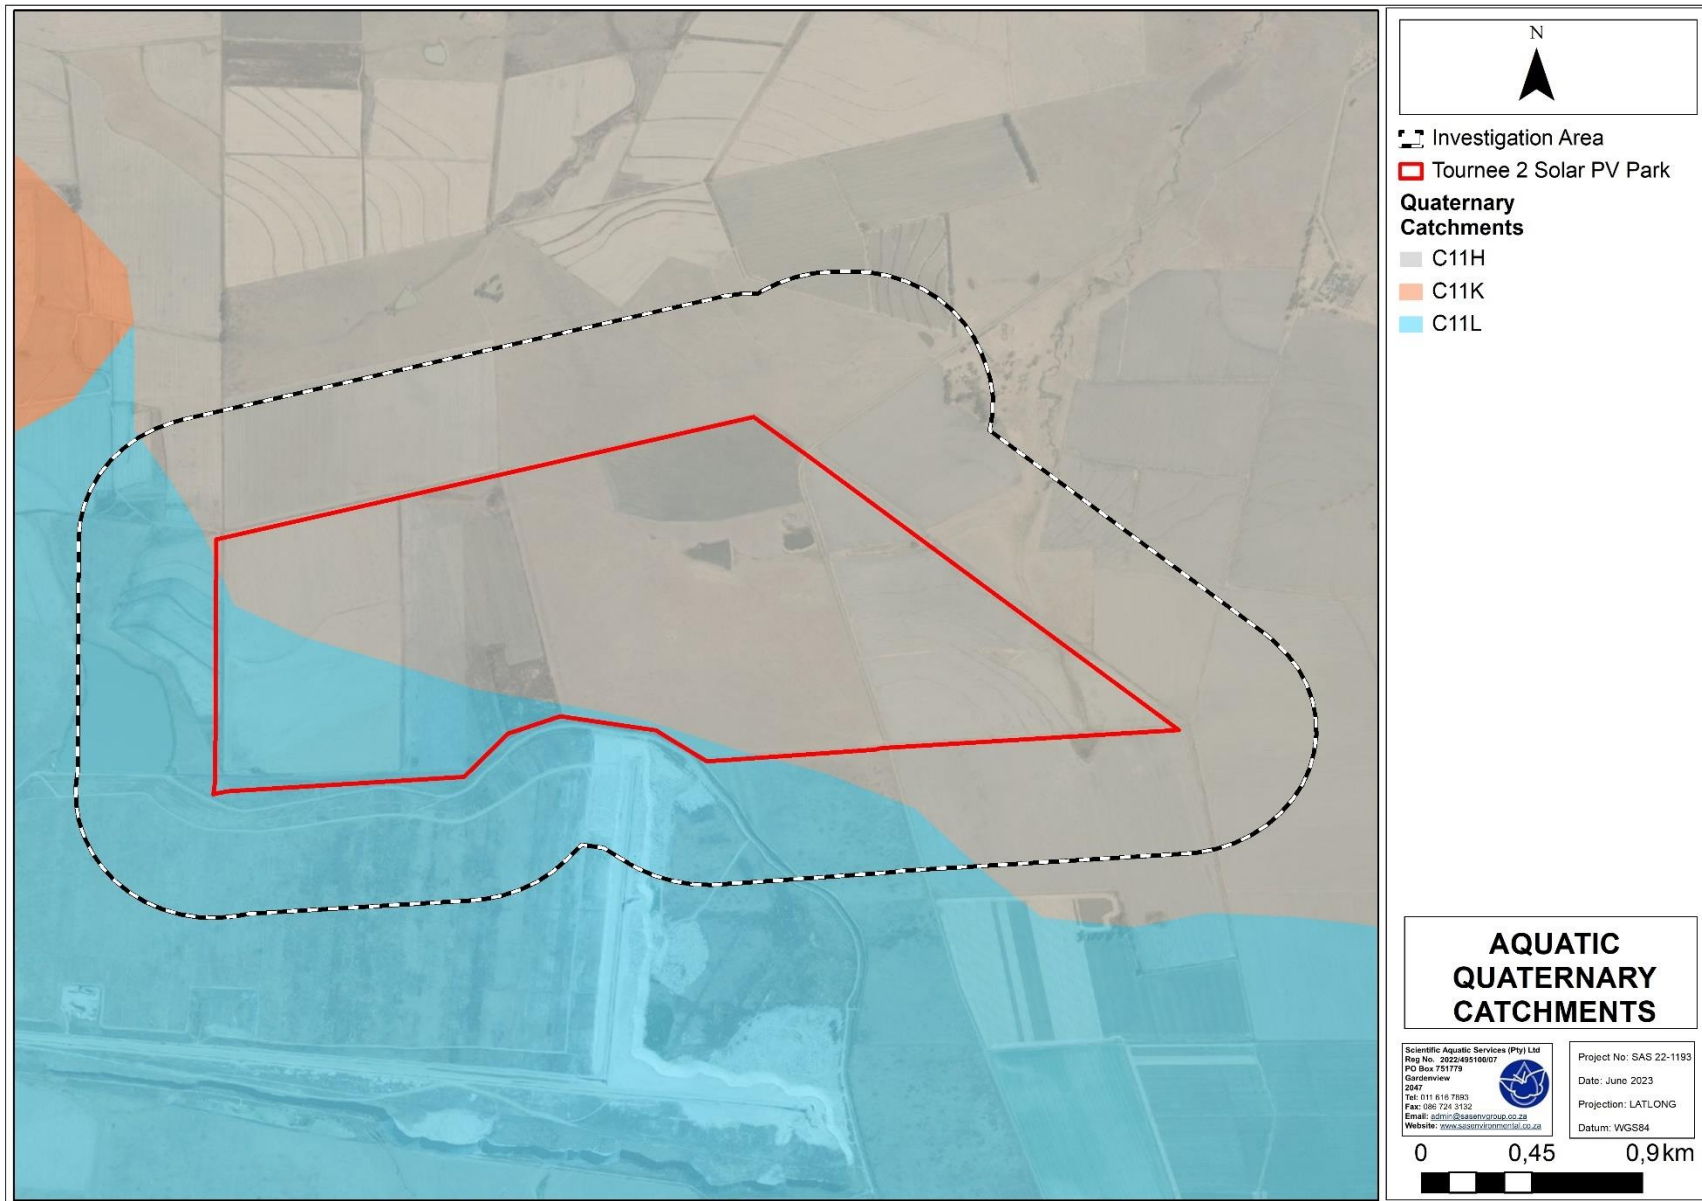 N
Investigation Area
Tournee 2 Solar PV Park
Quaternary
Catchments
C11H
C11K
C11L
AQUATIC
QUATERNARY
CATCHMENTS
Scientific Aquatic Services (Pty) Ltd
Reg No. 2022/495100/07
PO Box 751779
Gardenview
2047
Tel: 011 616 7893
Fax: 086 724 3132
Email: admin@sasenvgroup.co.za
Website: www.sasenvironmental.co.za
Project No: SAS 22-1193
Date: June 2023
Projection: LATLONG
Datum: WGS84
0 0,45 0,9 km